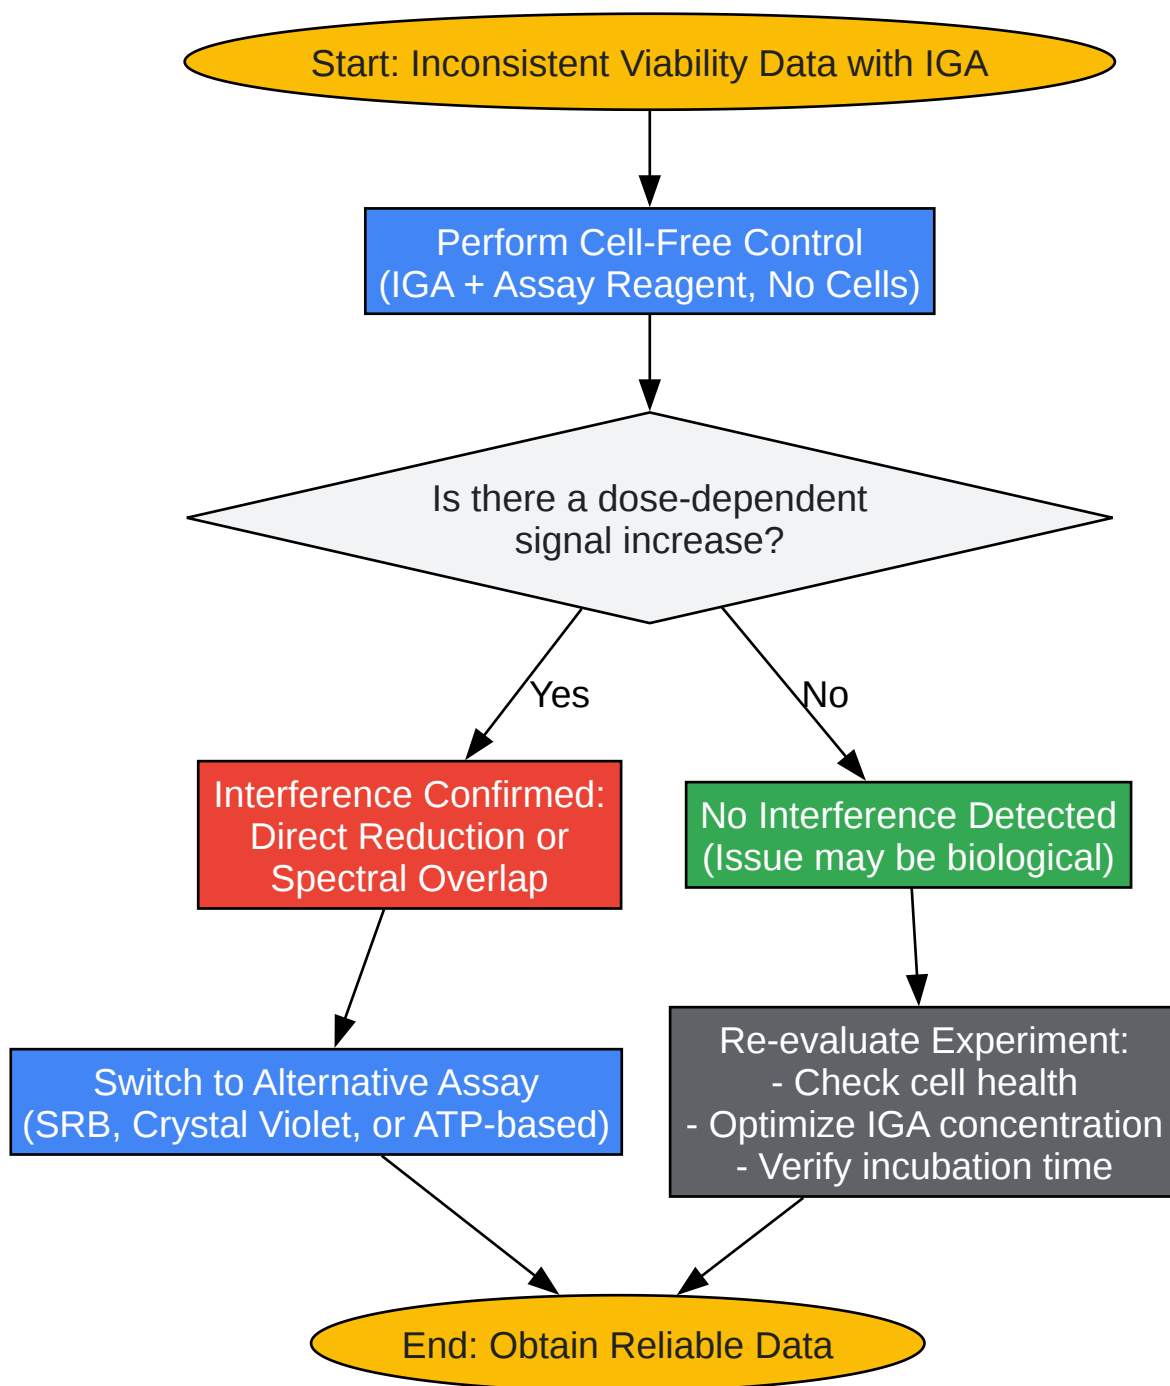 Start: Inconsistent Viability Data with IGA
Perform Cell-Free Control
(IGA + Assay Reagent, No Cells)
Is there a dose-dependent
signal increase?
Yes
No
Interference Confirmed:
Direct Reduction or
Spectral Overlap
No Interference Detected
(Issue may be biological)
Switch to Alternative Assay
(SRB, Crystal Violet, or ATP-based)
Re-evaluate Experiment:
- Check cell health
- Optimize IGA concentration
- Verify incubation time
End: Obtain Reliable Data